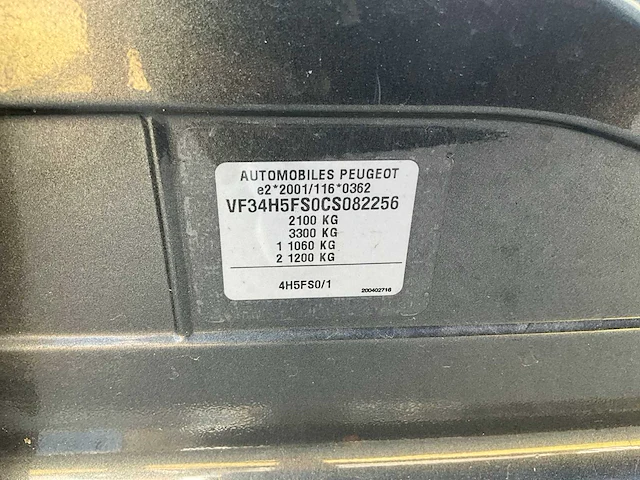 AUTOMOBILES PEUGEOT
e2*2001/116*0362
VF34H5FS0CS082256
2100 KG
3300 KG
1 1060 KG
2 1200 KG
4H5FS0/1
200402716